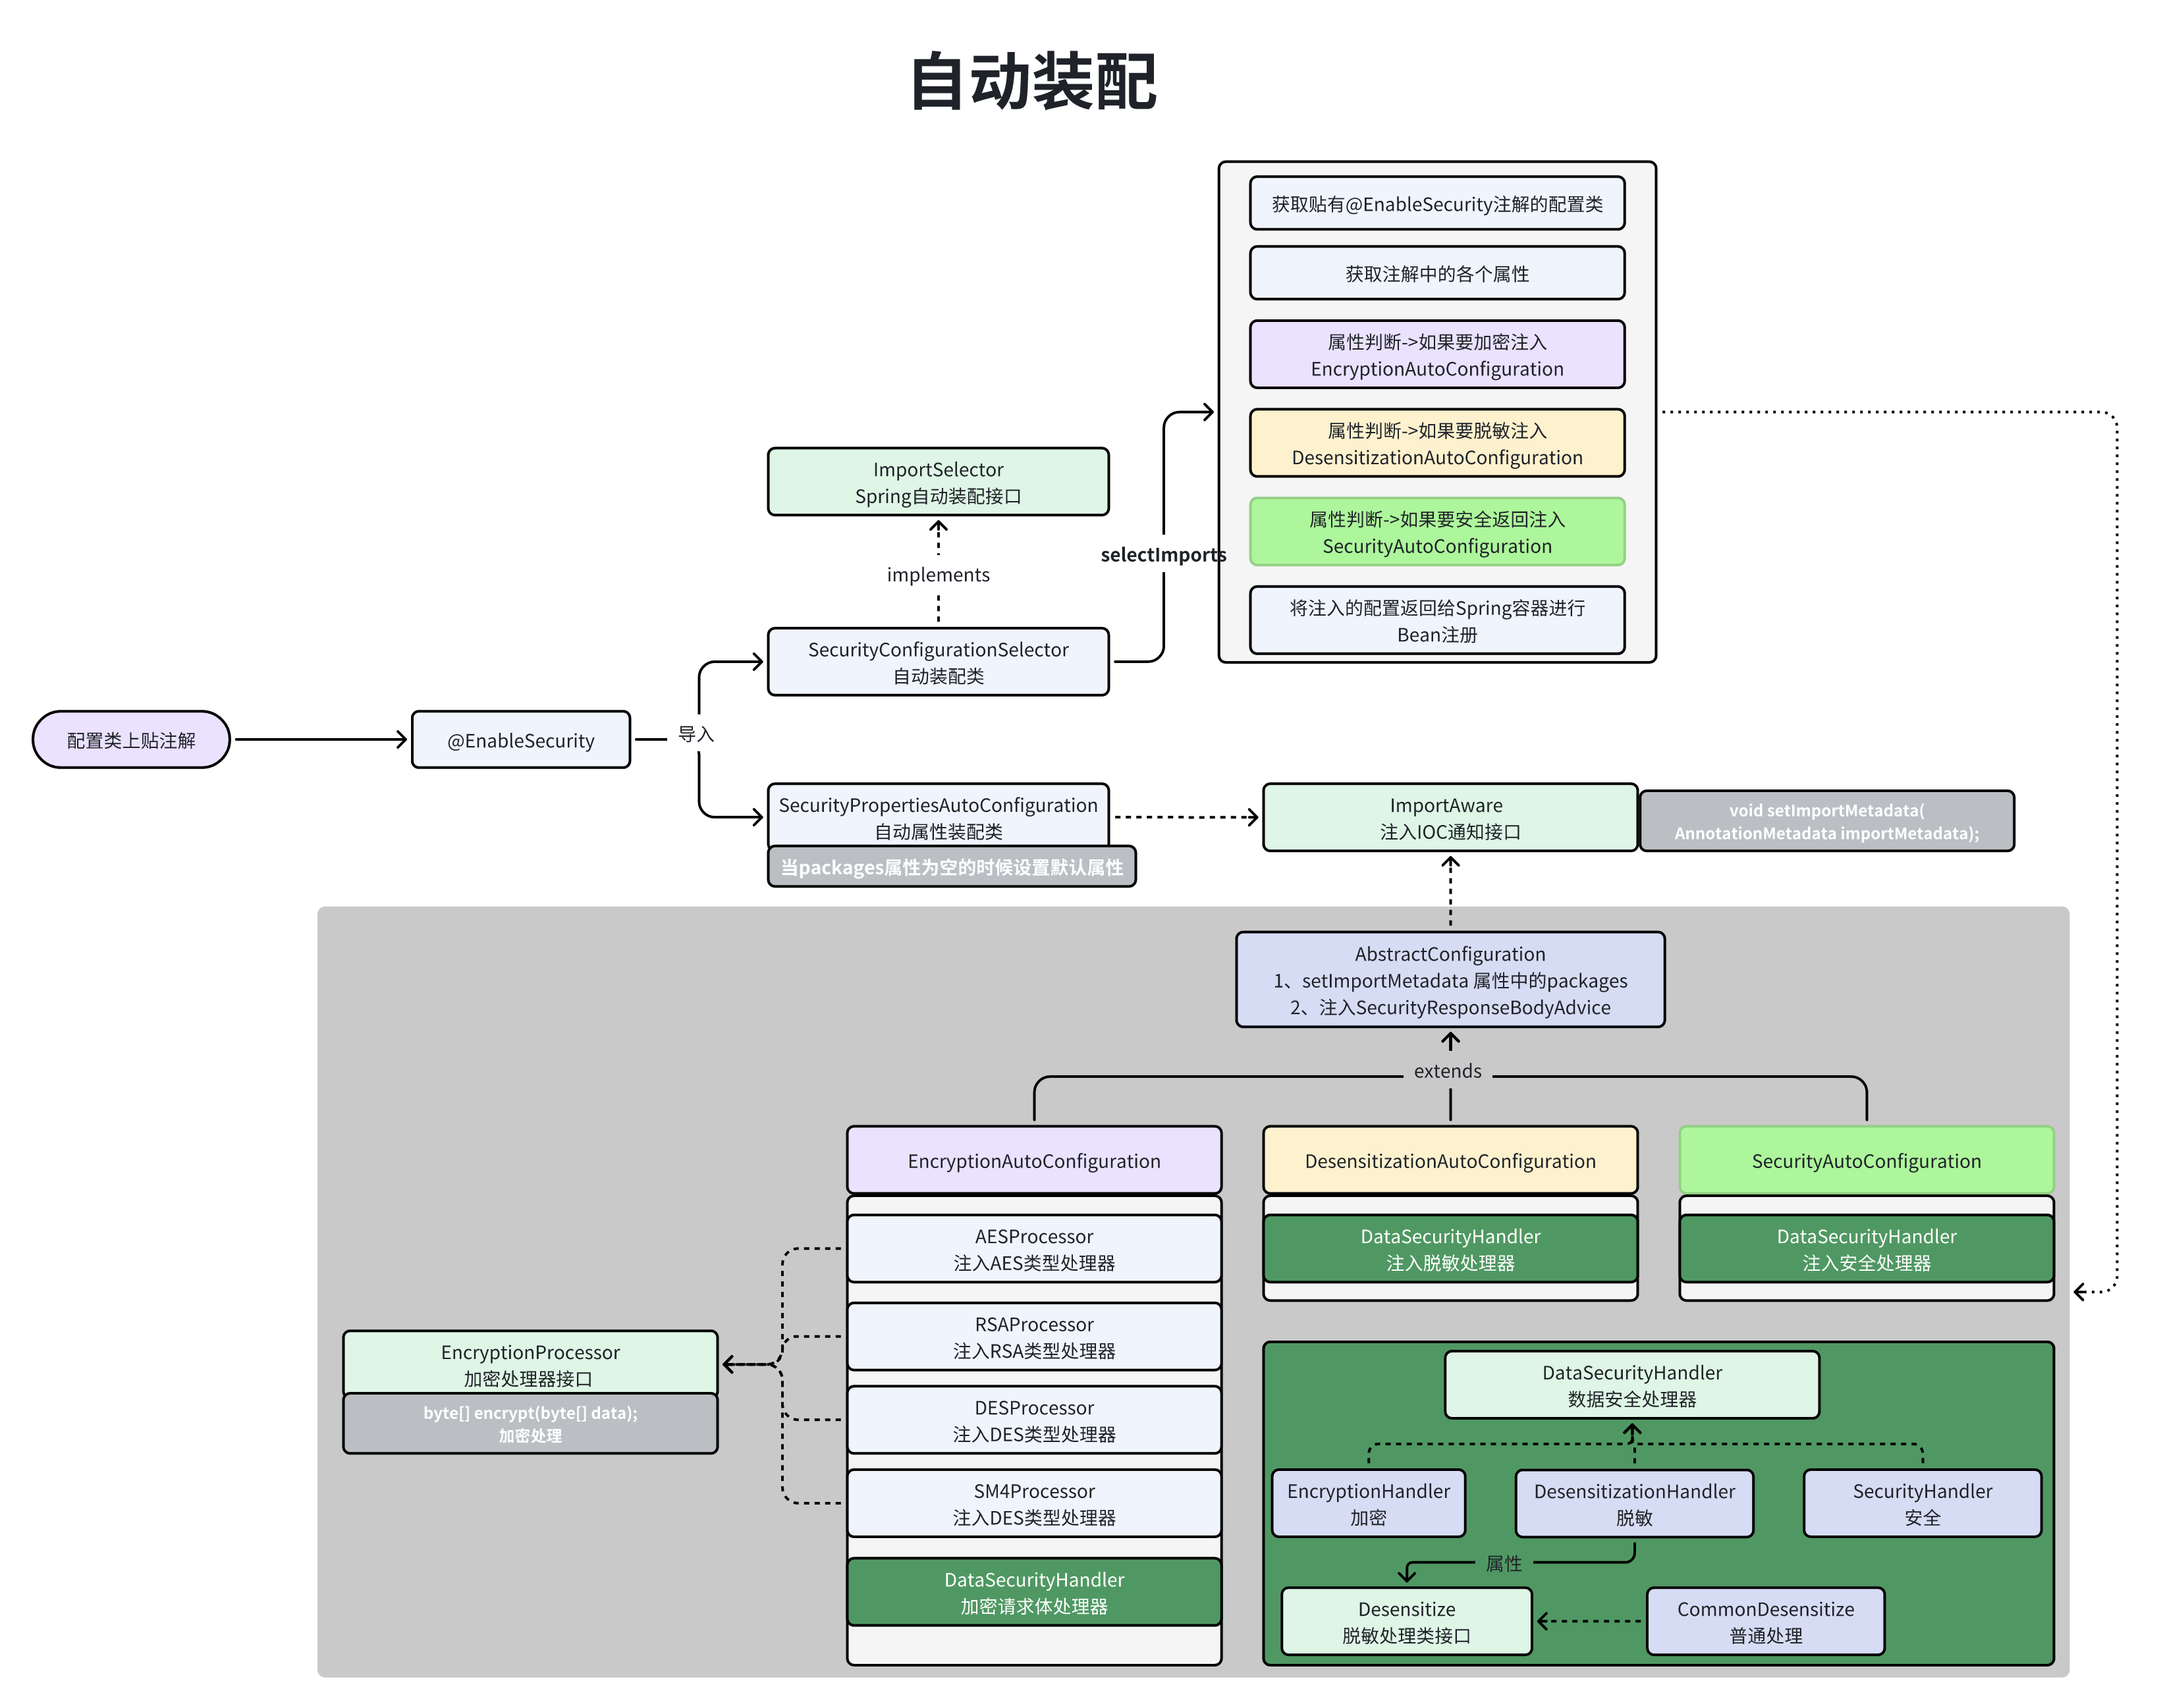 自动装配
获取贴有@EnableSecurity注解的配置类
获取注解中的各个属性
属性判断->如果要加密注入
EncryptionAutoConfiguration
属性判断->如果要脱敏注入
DesensitizationAutoConfiguration
属性判断->如果要安全返回注入
SecurityAutoConfiguration
将注入的配置返回给Spring容器进行
Bean注册
ImportSelector
Spring自动装配接口
implements
selectImports
SecurityConfigurationSelector
自动装配类
配置类上贴注解
@EnableSecurity
导入
SecurityPropertiesAutoConfiguration
自动属性装配类
当packages属性为空的时候设置默认属性
ImportAware
注入IOC通知接口
void setImportMetadata(
AnnotationMetadata importMetadata);
AbstractConfiguration
1、setImportMetadata 属性中的packages
2、注入SecurityResponseBodyAdvice
extends
EncryptionAutoConfiguration
DesensitizationAutoConfiguration
SecurityAutoConfiguration
AESProcessor
注入AES类型处理器
DataSecurityHandler
注入脱敏处理器
DataSecurityHandler
注入安全处理器
RSAProcessor
注入RSA类型处理器
EncryptionProcessor
加密处理器接口
byte[] encrypt(byte[] data);
加密处理
DESProcessor
注入DES类型处理器
SM4Processor
注入DES类型处理器
DataSecurityHandler
加密请求体处理器
DataSecurityHandler
数据安全处理器
EncryptionHandler
加密
DesensitizationHandler
脱敏
SecurityHandler
安全
属性
Desensitize
脱敏处理类接口
CommonDesensitize
普通处理